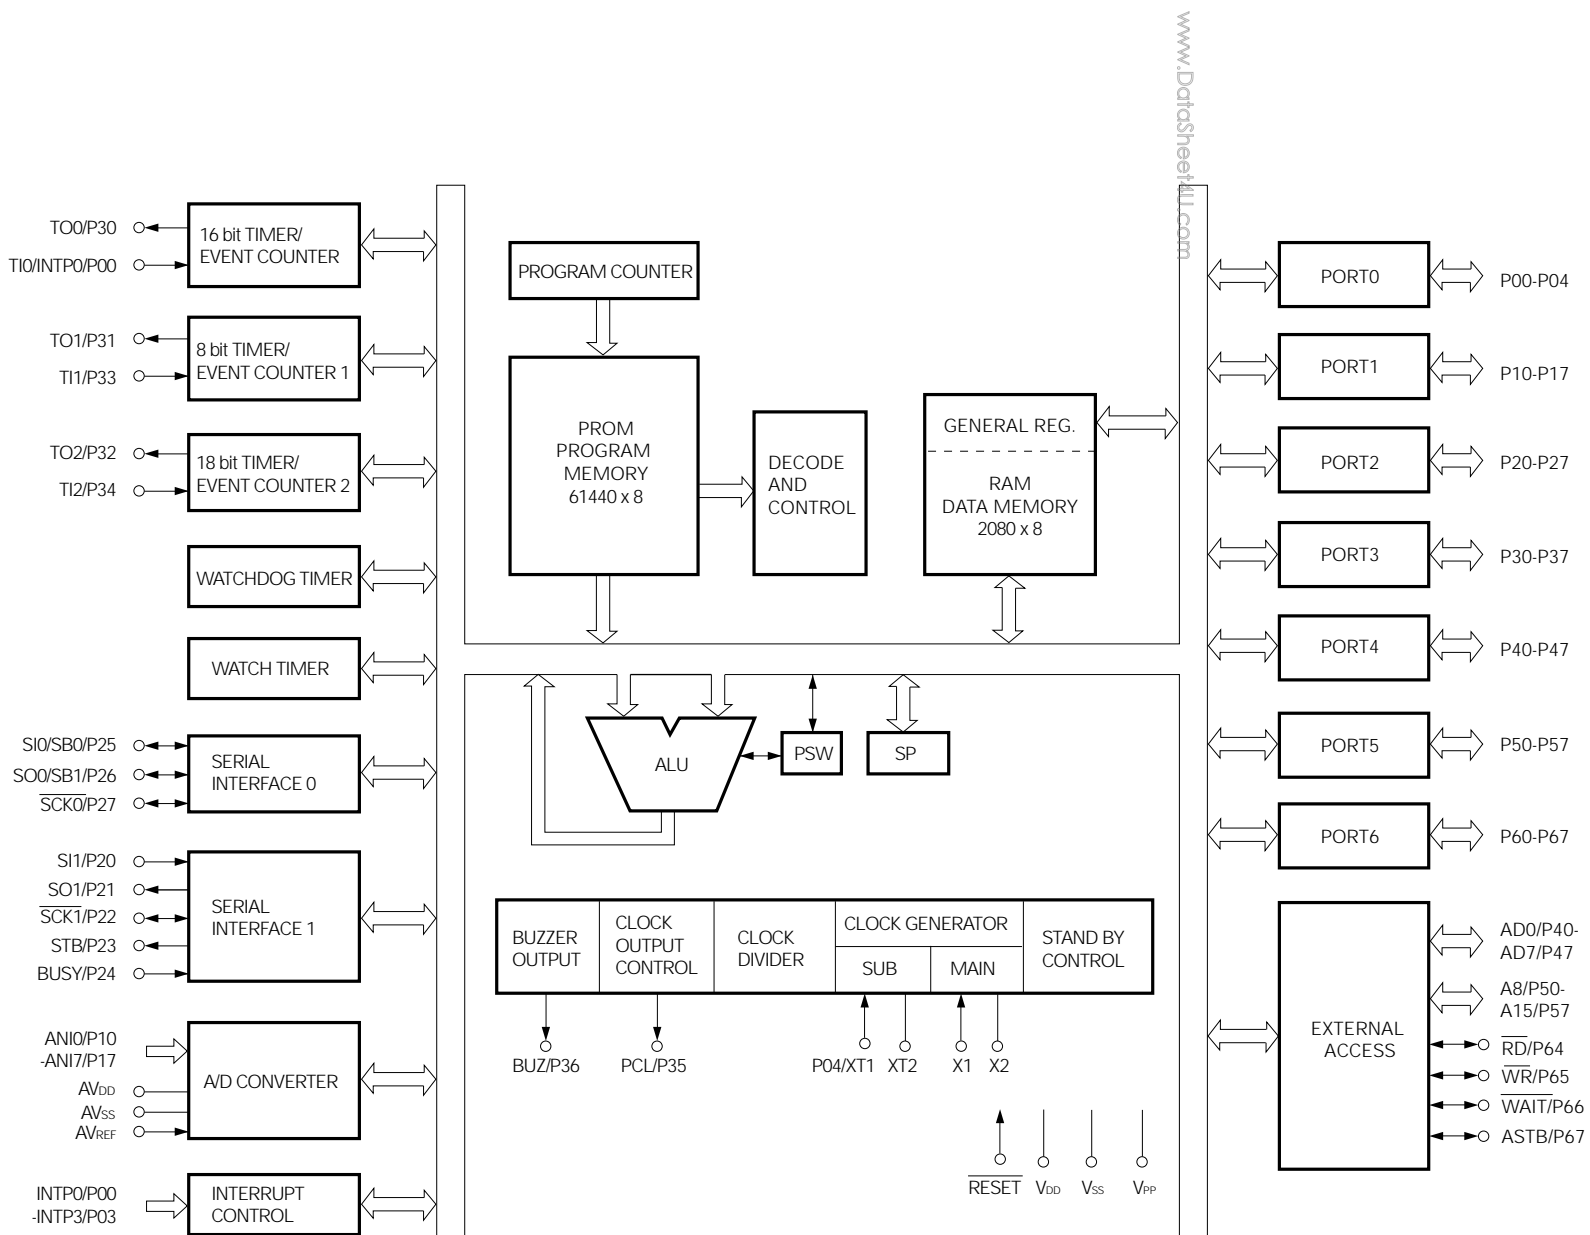 www.DataSheet4U.com
TO0/P30
TI0/INTP0/P00
16 bit TIMER/
EVENT COUNTER
TO1/P31
TI1/P33
8 bit TIMER/
EVENT COUNTER 1
TO2/P32
TI2/P34
18 bit TIMER/
EVENT COUNTER 2
WATCHDOG TIMER
WATCH TIMER
SI0/SB0/P25
SO0/SB1/P26
SCK0/P27
SERIAL
INTERFACE 0
SI1/P20
SO1/P21
SCK1/P22
STB/P23
BUSY/P24
SERIAL
INTERFACE 1
ANI0/P10
-ANI7/P17
AVDD
AVSS
AVREF
A/D CONVERTER
INTP0/P00
-INTP3/P03
INTERRUPT
CONTROL
PROGRAM COUNTER
PROM
PROGRAM
MEMORY
61440 x 8
DECODE
AND
CONTROL
GENERAL REG.
RAM
DATA MEMORY
2080 x 8
ALU
PSW
SP
BUZZER
OUTPUT
CLOCK
OUTPUT
CONTROL
CLOCK
DIVIDER
CLOCK GENERATOR
SUB
MAIN
STAND BY
CONTROL
BUZ/P36
PCL/P35
P04/XT1
XT2
X1
X2
RESET
VDD
VSS
VPP
PORT0
P00-P04
PORT1
P10-P17
PORT2
P20-P27
PORT3
P30-P37
PORT4
P40-P47
PORT5
P50-P57
PORT6
P60-P67
EXTERNAL
ACCESS
AD0/P40-
AD7/P47
A8/P50-
A15/P57
RD/P64
WR/P65
WAIT/P66
ASTB/P67